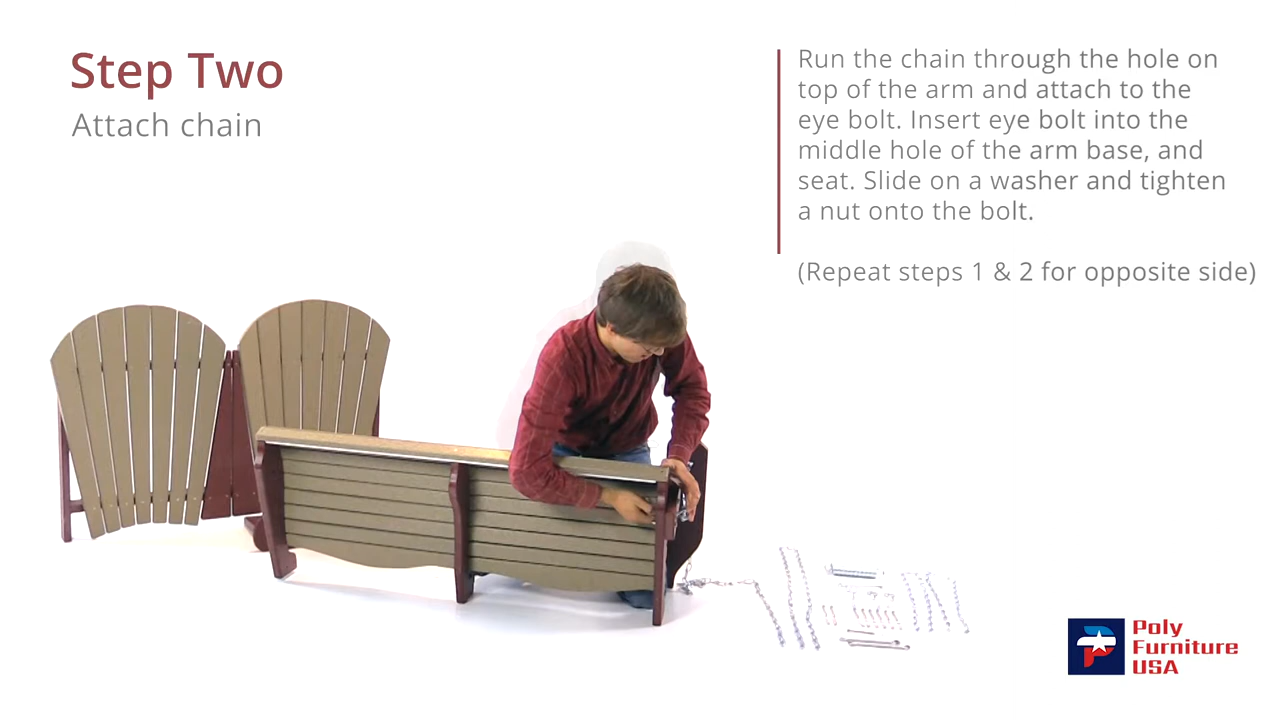 Step Two
Attach chain
Run the chain through the hole on
top of the arm and attach to the
eye bolt. Insert eye bolt into the
middle hole of the arm base, and
seat. Slide on a washer and tighten
a nut onto the bolt.
(Repeat steps 1 & 2 for opposite side)
Poly
Furniture
USA